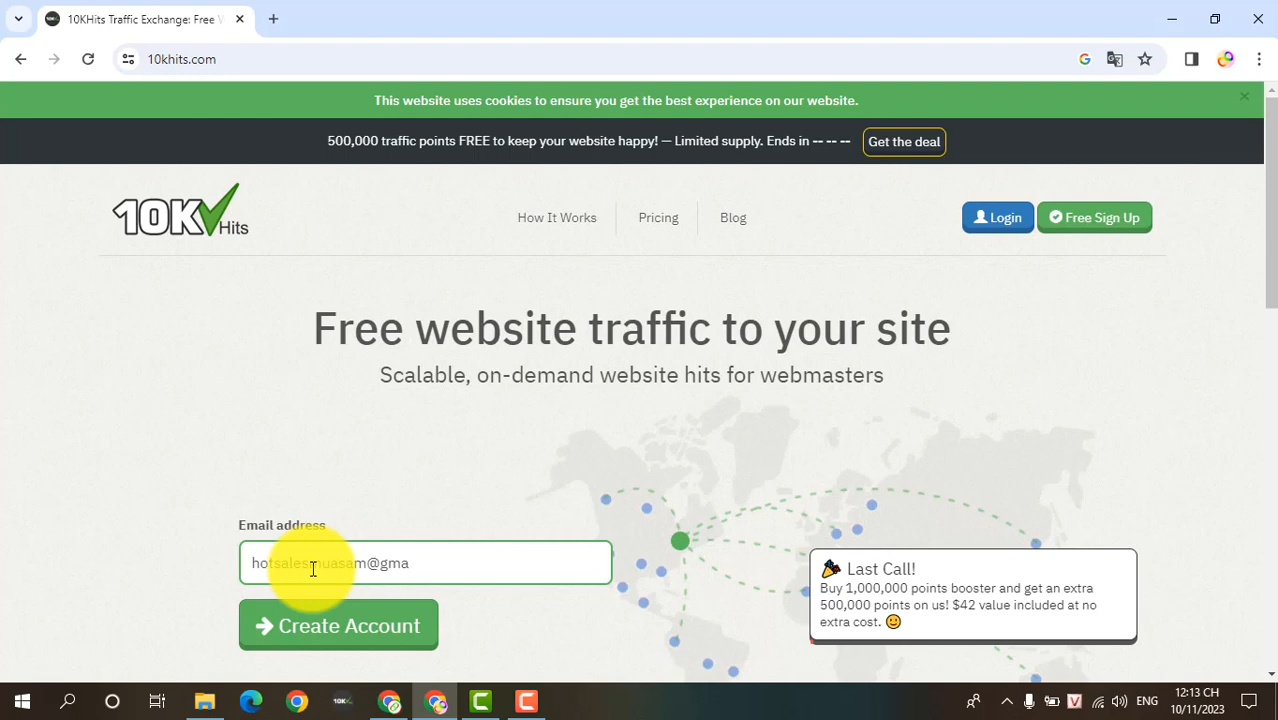 10KHits Traffic Exchange: Free V
10khits.com
This website uses cookies to ensure you get the best experience on our website.
500,000 traffic points FREE to keep your website happy! — Limited supply. Ends in -- -- --
Get the deal
10K Hits
How It Works
Pricing
Blog
Login
Free Sign Up
Free website traffic to your site
Scalable, on-demand website hits for webmasters
Email address
Create Account
Last Call!
Buy 1,000,000 points booster and get an extra
500,000 points on us! $42 value included at no
extra cost.
ENG
12:13 CH
10/11/2023